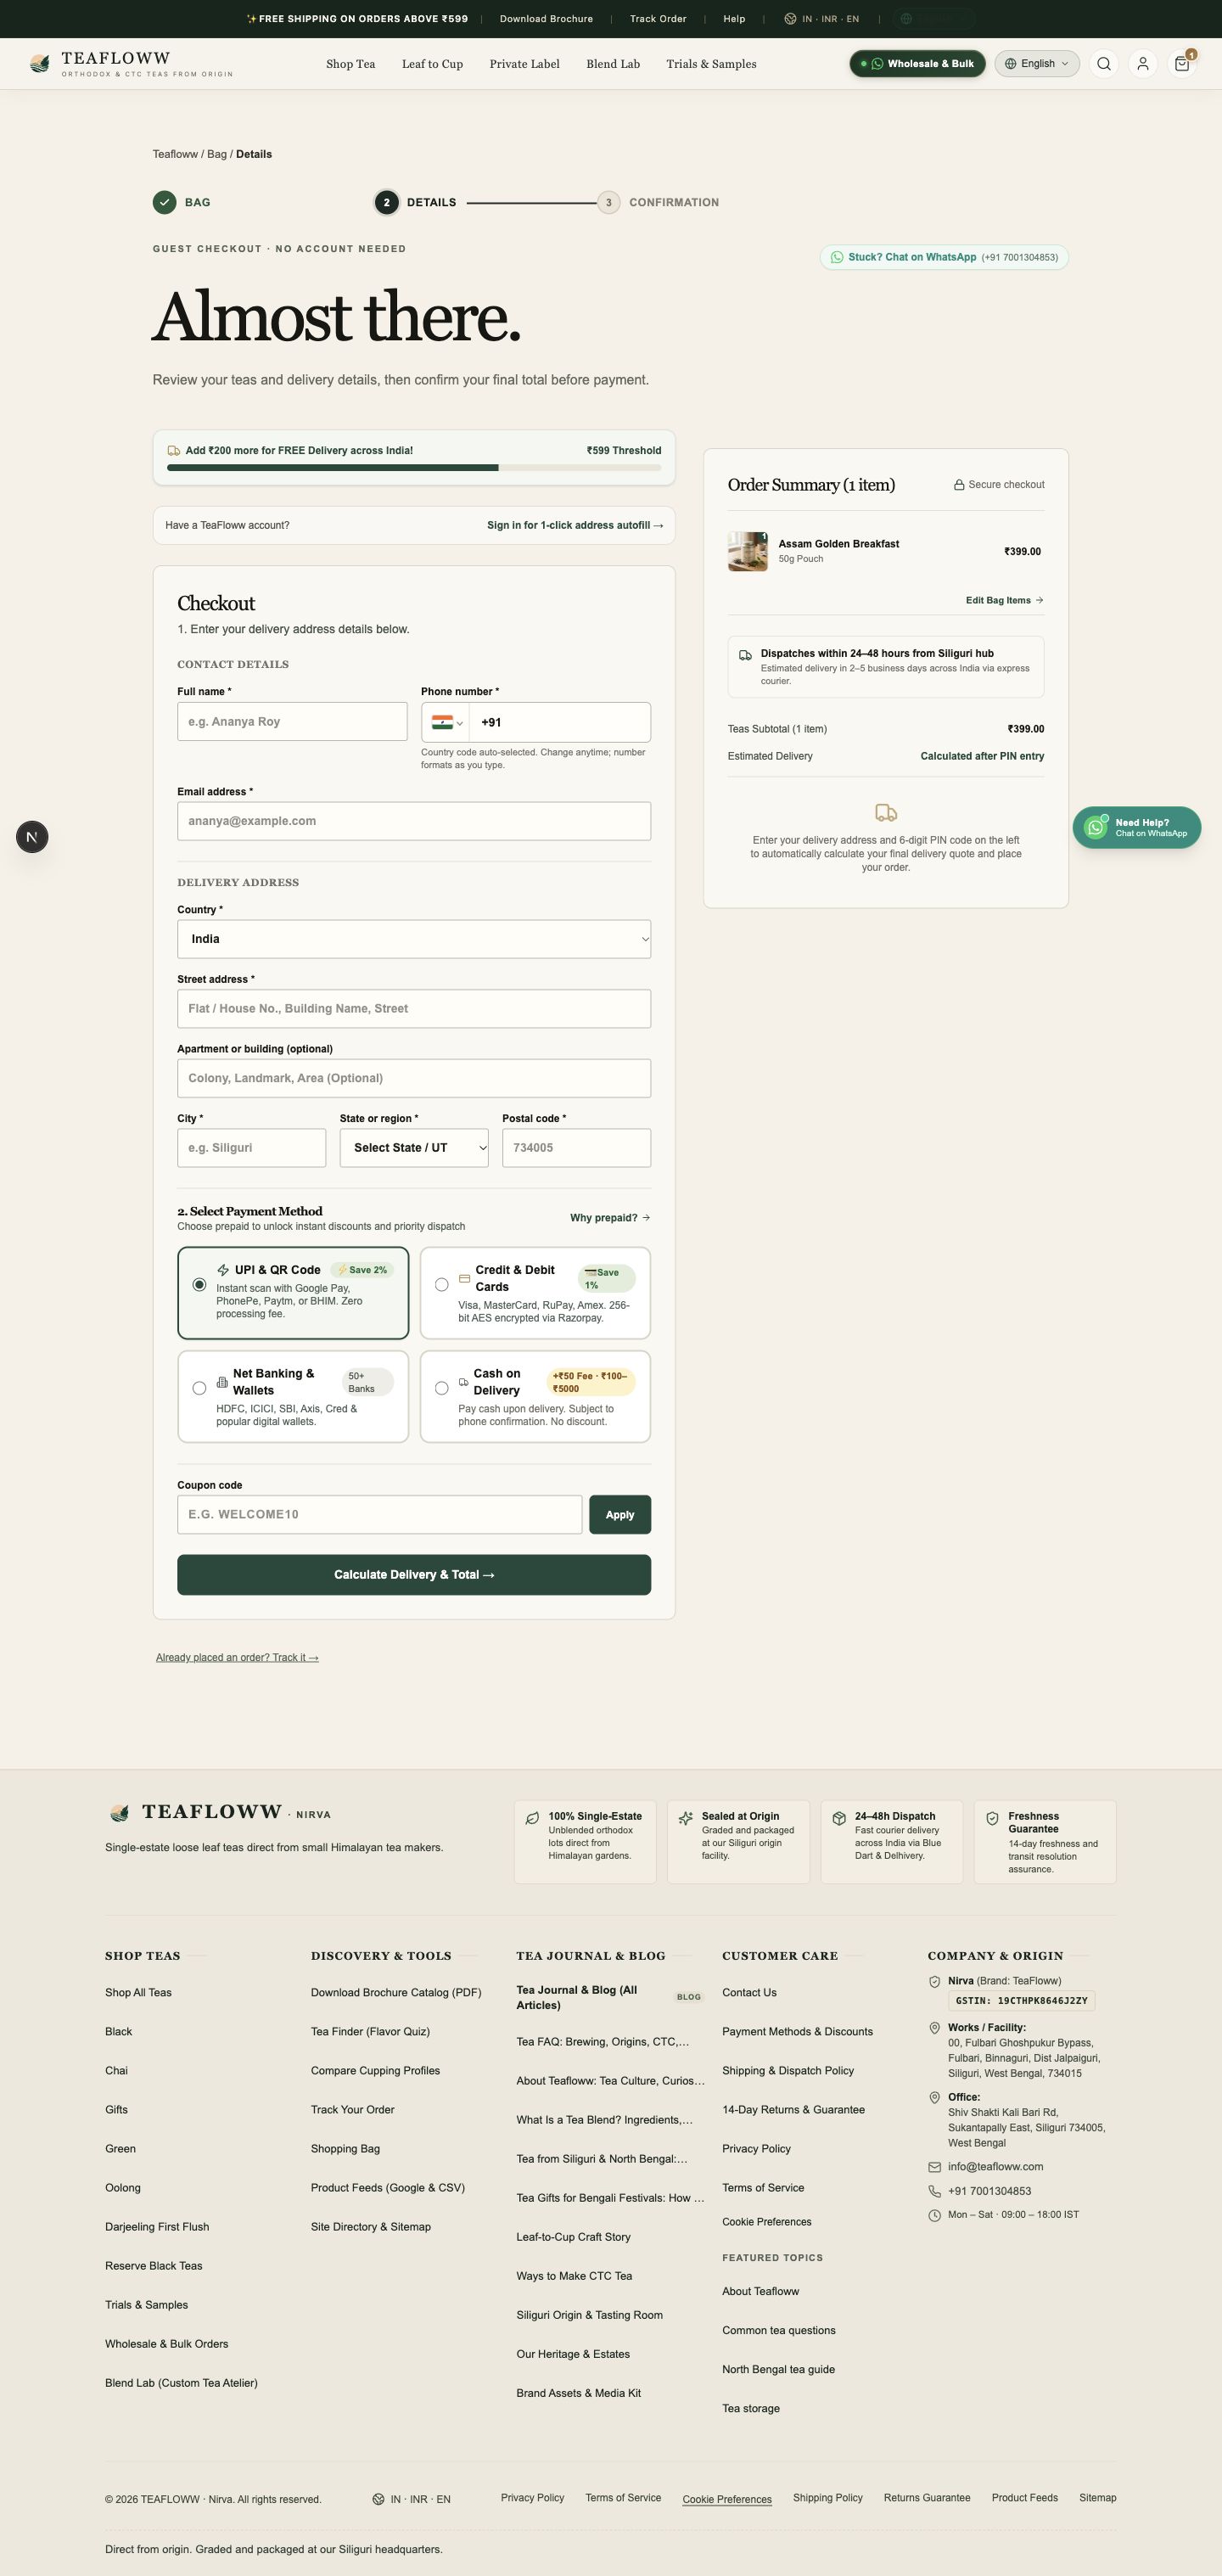 ✨FREE SHIPPING ON ORDERS ABOVE ₹599 | Download Brochure | Track Order | Help | IN · INR · EN |
TEAFLOWW
ORTHODOX & CTC TEAS FROM ORIGIN
Shop Tea Leaf to Cup Private Label Blend Lab Trials & Samples
Wholesale & Bulk
English
1
Teafloww / Bag / Details
BAG
2 DETAILS
3 CONFIRMATION
GUEST CHECKOUT · NO ACCOUNT NEEDED
Stuck? Chat on WhatsApp (+91 7001304853)
Almost there.
Review your teas and delivery details, then confirm your final total before payment.
Add ₹200 more for FREE Delivery across India!
₹599 Threshold
Have a TeaFloww account?
Sign in for 1-click address autofill →
Checkout
1. Enter your delivery address details below.
CONTACT DETAILS
Full name *
e.g. Ananya Roy
Phone number *
+91
Country code auto-selected. Change anytime; number
formats as you type.
Email address *
ananya@example.com
DELIVERY ADDRESS
Country *
India
Street address *
Flat / House No., Building Name, Street
Apartment or building (optional)
Colony, Landmark, Area (Optional)
City *
e.g. Siliguri
State or region *
Select State / UT
Postal code *
734005
2. Select Payment Method
Choose prepaid to unlock instant discounts and priority dispatch
Why prepaid? →
UPI & QR Code
⚡Save 2%
Instant scan with Google Pay,
PhonePe, Paytm, or BHIM. Zero
processing fee.
Credit & Debit
Cards
💳Save
1%
Visa, MasterCard, RuPay, Amex. 256-
bit AES encrypted via Razorpay.
Net Banking &
Wallets
50+
Banks
HDFC, ICICI, SBI, Axis, Cred &
popular digital wallets.
Cash on
Delivery
+₹50 Fee · ₹100–
₹5000
Pay cash upon delivery. Subject to
phone confirmation. No discount.
Coupon code
E.G. WELCOME10
Apply
Calculate Delivery & Total →
Already placed an order? Track it →
Order Summary (1 item)
Secure checkout
1
Assam Golden Breakfast
50g Pouch
₹399.00
Edit Bag Items →
Dispatches within 24–48 hours from Siliguri hub
Estimated delivery in 2–5 business days across India via express
courier.
Teas Subtotal (1 item)
₹399.00
Estimated Delivery
Calculated after PIN entry
Enter your delivery address and 6-digit PIN code on the left
to automatically calculate your final delivery quote and place
your order.
N
Need Help?
Chat on WhatsApp
TEAFLOWW · NIRVA
Single-estate loose leaf teas direct from small Himalayan tea makers.
100% Single-Estate
Unblended orthodox
lots direct from
Himalayan gardens.
Sealed at Origin
Graded and packaged
at our Siliguri origin
facility.
24–48h Dispatch
Fast courier delivery
across India via Blue
Dart & Delhivery.
Freshness
Guarantee
14-day freshness and
transit resolution
assurance.
SHOP TEAS
Shop All Teas
Black
Chai
Gifts
Green
Oolong
Darjeeling First Flush
Reserve Black Teas
Trials & Samples
Wholesale & Bulk Orders
Blend Lab (Custom Tea Atelier)
DISCOVERY & TOOLS
Download Brochure Catalog (PDF)
Tea Finder (Flavor Quiz)
Compare Cupping Profiles
Track Your Order
Shopping Bag
Product Feeds (Google & CSV)
Site Directory & Sitemap
TEA JOURNAL & BLOG
Tea Journal & Blog (All
Articles)
BLOG
Tea FAQ: Brewing, Origins, CTC,…
About Teafloww: Tea Culture, Curios…
What Is a Tea Blend? Ingredients,…
Tea from Siliguri & North Bengal:…
Tea Gifts for Bengali Festivals: How …
Leaf-to-Cup Craft Story
Ways to Make CTC Tea
Siliguri Origin & Tasting Room
Our Heritage & Estates
Brand Assets & Media Kit
CUSTOMER CARE
Contact Us
Payment Methods & Discounts
Shipping & Dispatch Policy
14-Day Returns & Guarantee
Privacy Policy
Terms of Service
Cookie Preferences
FEATURED TOPICS
About Teafloww
Common tea questions
North Bengal tea guide
Tea storage
COMPANY & ORIGIN
Nirva (Brand: TeaFloww)
GSTIN: 19CTHPK8646J2ZY
Works / Facility:
00, Fulbari Ghoshpukur Bypass,
Fulbari, Binnaguri, Dist Jalpaiguri,
Siliguri, West Bengal, 734015
Office:
Shiv Shakti Kali Bari Rd,
Sukantapally East, Siliguri 734005,
West Bengal
info@teafloww.com
+91 7001304853
Mon – Sat · 09:00 – 18:00 IST
© 2026 TEAFLOWW · Nirva. All rights reserved.
IN · INR · EN
Privacy Policy Terms of Service Cookie Preferences Shipping Policy Returns Guarantee Product Feeds Sitemap
Direct from origin. Graded and packaged at our Siliguri headquarters.